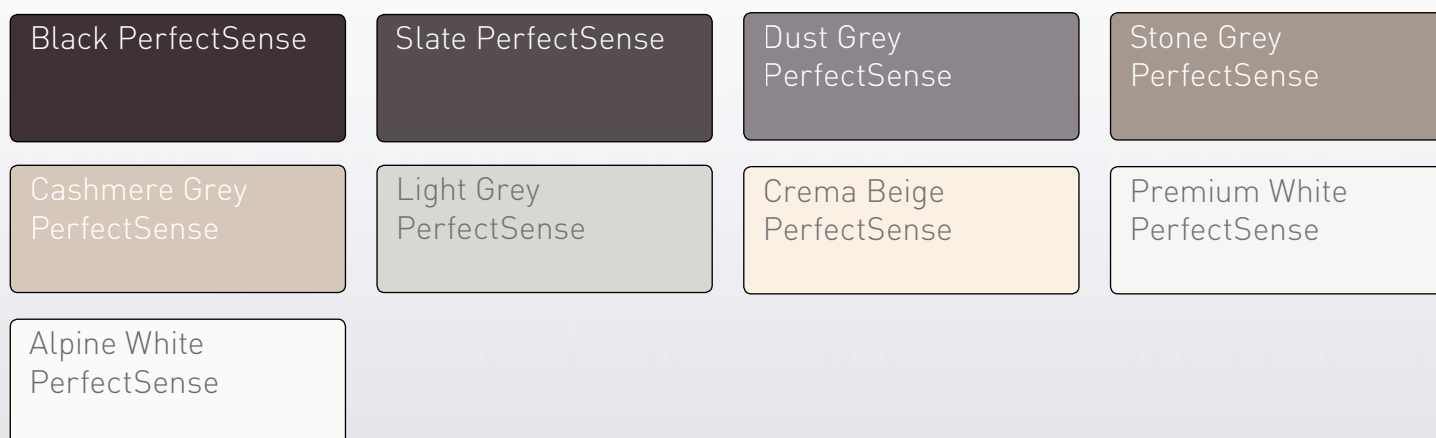 Black PerfectSense
Slate PerfectSense
Dust Grey
PerfectSense
Stone Grey
PerfectSense
Cashmere Grey
PerfectSense
Light Grey
PerfectSense
Crema Beige
PerfectSense
Premium White
PerfectSense
Alpine White
PerfectSense